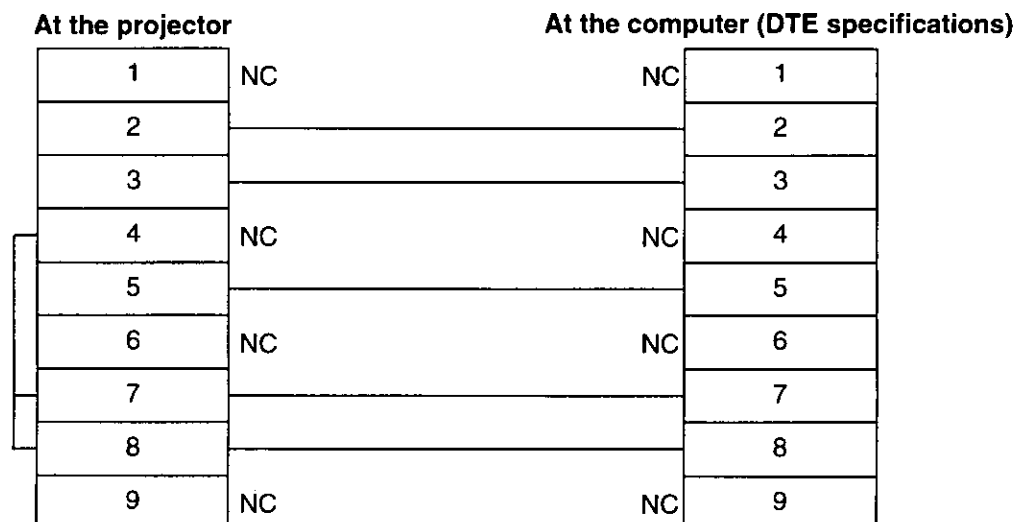 At the projector At the computer (DTE specifications)
1 NC NC 1
2 2
3 3
4 NC NC 4
5 5
6 NC NC 6
7 7
8 8
9 NC NC 9